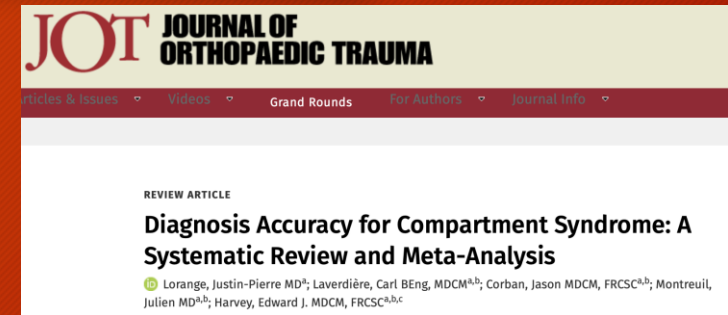 JOT JOURNAL OF
ORTHOPAEDIC TRAUMA
rticles & Issues Videos Grand Rounds For Authors Journal Info
REVIEW ARTICLE
Diagnosis Accuracy for Compartment Syndrome: A
Systematic Review and Meta-Analysis
iD Lorange, Justin-Pierre MDᵃ; Laverdière, Carl BEng, MDCMᵃ,ᵇ; Corban, Jason MDCM, FRCSCᵃ,ᵇ; Montreuil,
Julien MDᵃ,ᵇ; Harvey, Edward J. MDCM, FRCSCᵃ,ᵇ,ᶜ